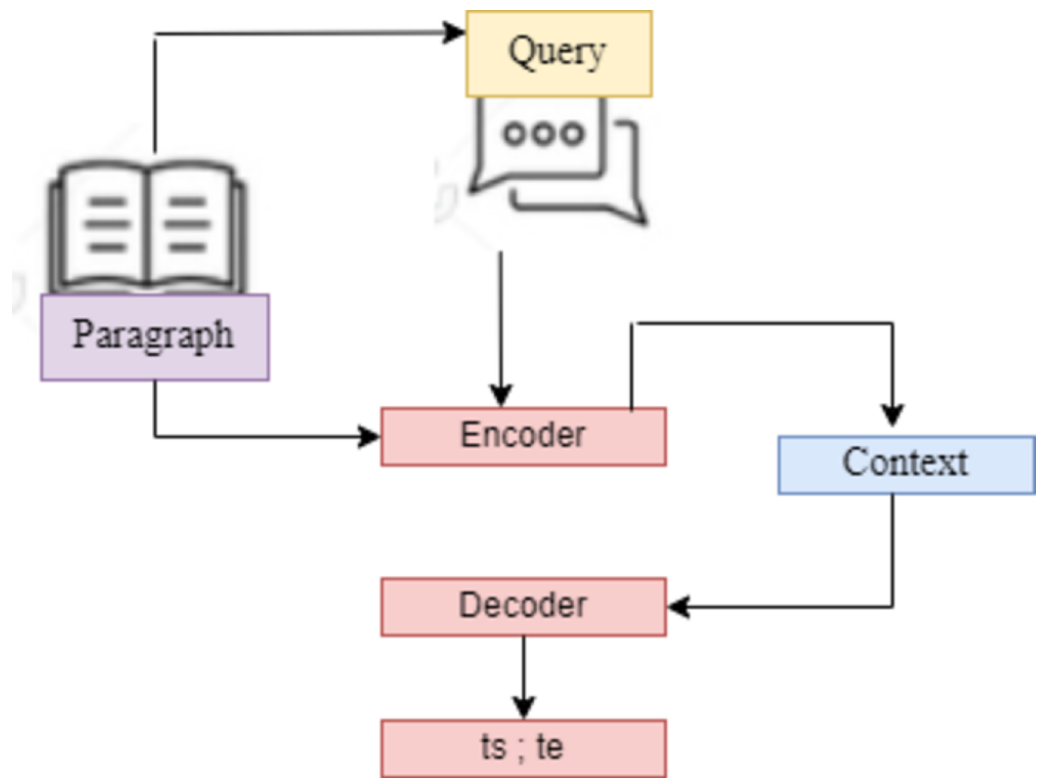 Query
Paragraph
Encoder
Context
Decoder
ts ; te